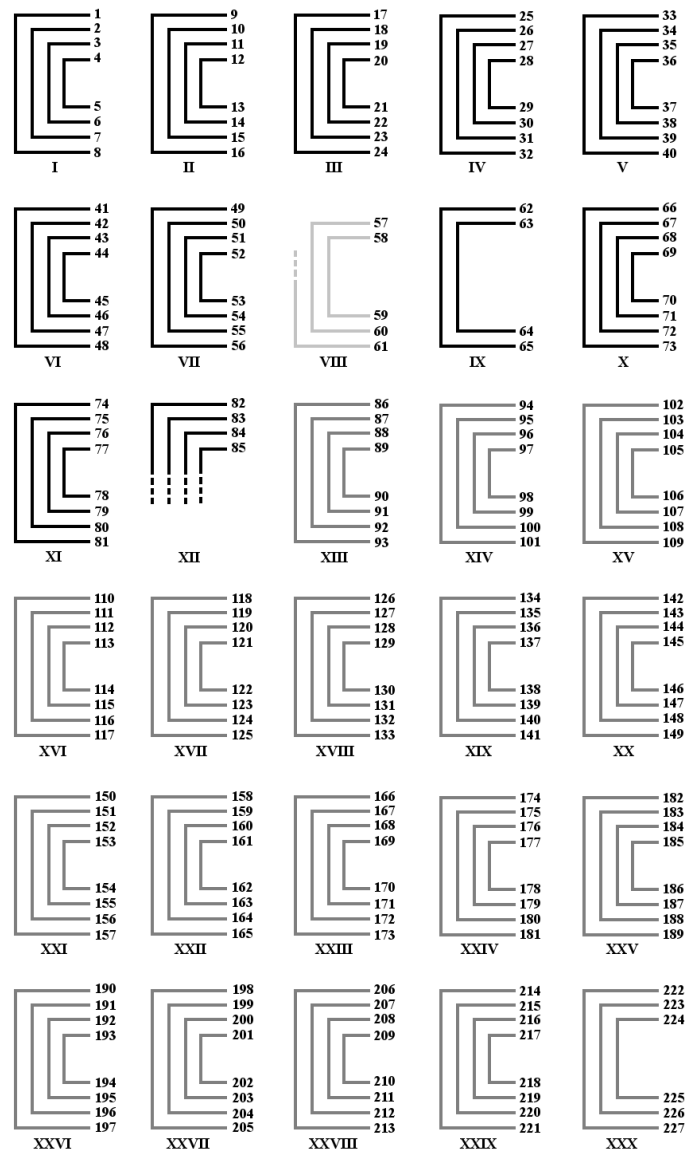 1 9 17 25 33
2 10 18 26 34
3 11 19 27 35
4 12 20 28 36
5 13 21 29 37
6 14 22 30 38
7 15 23 31 39
8 16 24 32 40
I II III IV V
41 49 62 66
42 50 57 63 67
43 51 58 68
44 52 69
45 53 70
46 54 59 71
47 55 60 64 72
48 56 61 65 73
VI VII VIII IX X
74 82 86 94 102
75 83 87 95 103
76 84 88 96 104
77 85 89 97 105
78 90 98 106
79 91 99 107
80 92 100 108
81 93 101 109
XI XII XIII XIV XV
110 118 126 134 142
111 119 127 135 143
112 120 128 136 144
113 121 129 137 145
114 122 130 138 146
115 123 131 139 147
116 124 132 140 148
117 125 133 141 149
XVI XVII XVIII XIX XX
150 158 166 174 182
151 159 167 175 183
152 160 168 176 184
153 161 169 177 185
154 162 170 178 186
155 163 171 179 187
156 164 172 180 188
157 165 173 181 189
XXI XXII XXIII XXIV XXV
190 198 206 214 222
191 199 207 215 223
192 200 208 216 224
193 201 209 217
194 202 210 218
195 203 211 219 225
196 204 212 220 226
197 205 213 221 227
XXVI XXVII XXVIII XXIX XXX